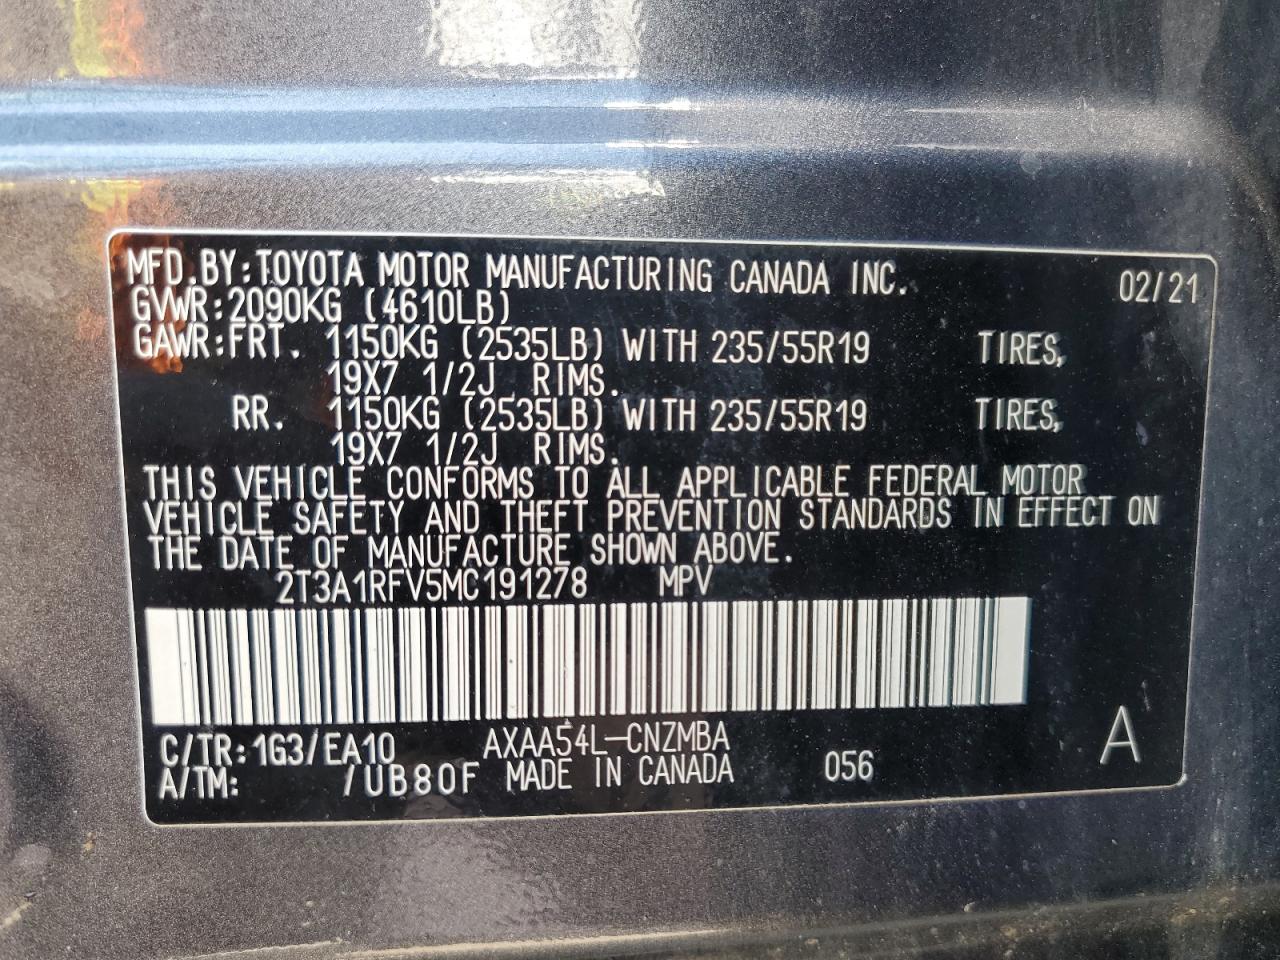 MFD.BY:TOYOTA MOTOR MANUFACTURING CANADA INC. 02/21
GVWR:2090KG (4610LB)
GAWR:FRT. 1150KG (2535LB) WITH 235/55R19 TIRES,
19X7 1/2J RIMS.
RR. 1150KG (2535LB) WITH 235/55R19 TIRES,
19X7 1/2J RIMS.
THIS VEHICLE CONFORMS TO ALL APPLICABLE FEDERAL MOTOR
VEHICLE SAFETY AND THEFT PREVENTION STANDARDS IN EFFECT ON
THE DATE OF MANUFACTURE SHOWN ABOVE.
2T3A1RFV5MC191278 MPV
C/TR:1G3/EA10 AXAA54L-CNZMBA
A/TM: /UB80F MADE IN CANADA 056 A